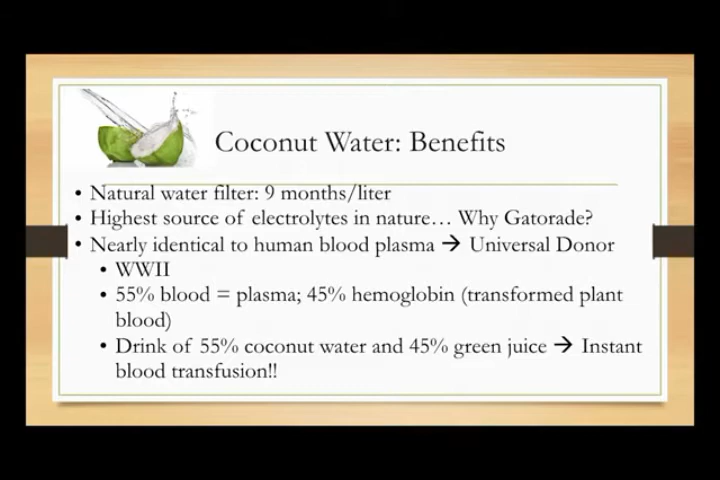 Coconut Water: Benefits
• Natural water filter: 9 months/liter
• Highest source of electrolytes in nature… Why Gatorade?
• Nearly identical to human blood plasma → Universal Donor
• WWII
• 55% blood = plasma; 45% hemoglobin (transformed plant
blood)
• Drink of 55% coconut water and 45% green juice → Instant
blood transfusion!!